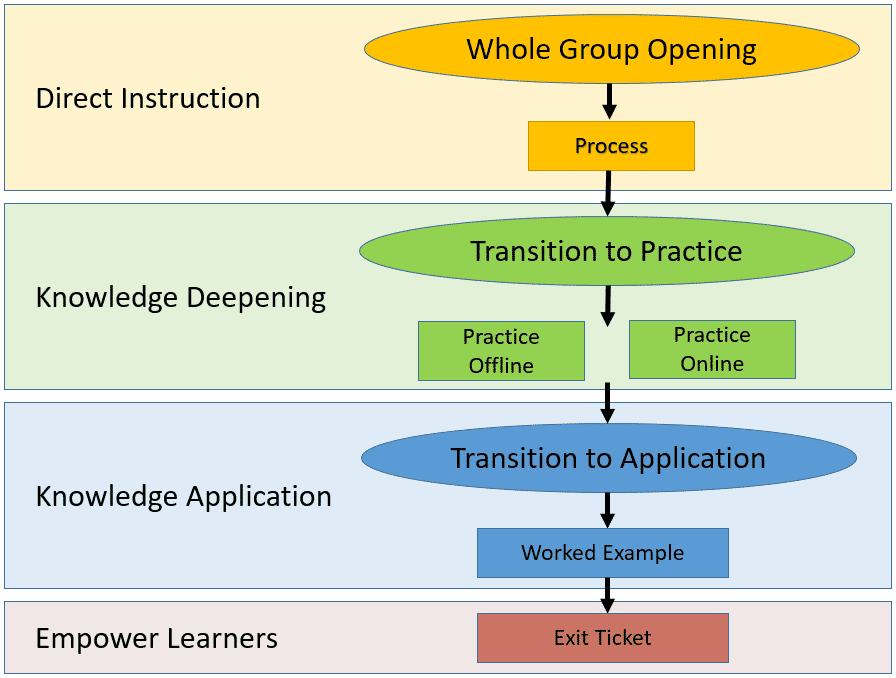 Whole Group Opening
Direct Instruction
Process
Transition to Practice
Knowledge Deepening
Practice
Offline
Practice
Online
Transition to Application
Knowledge Application
Worked Example
Empower Learners
Exit Ticket